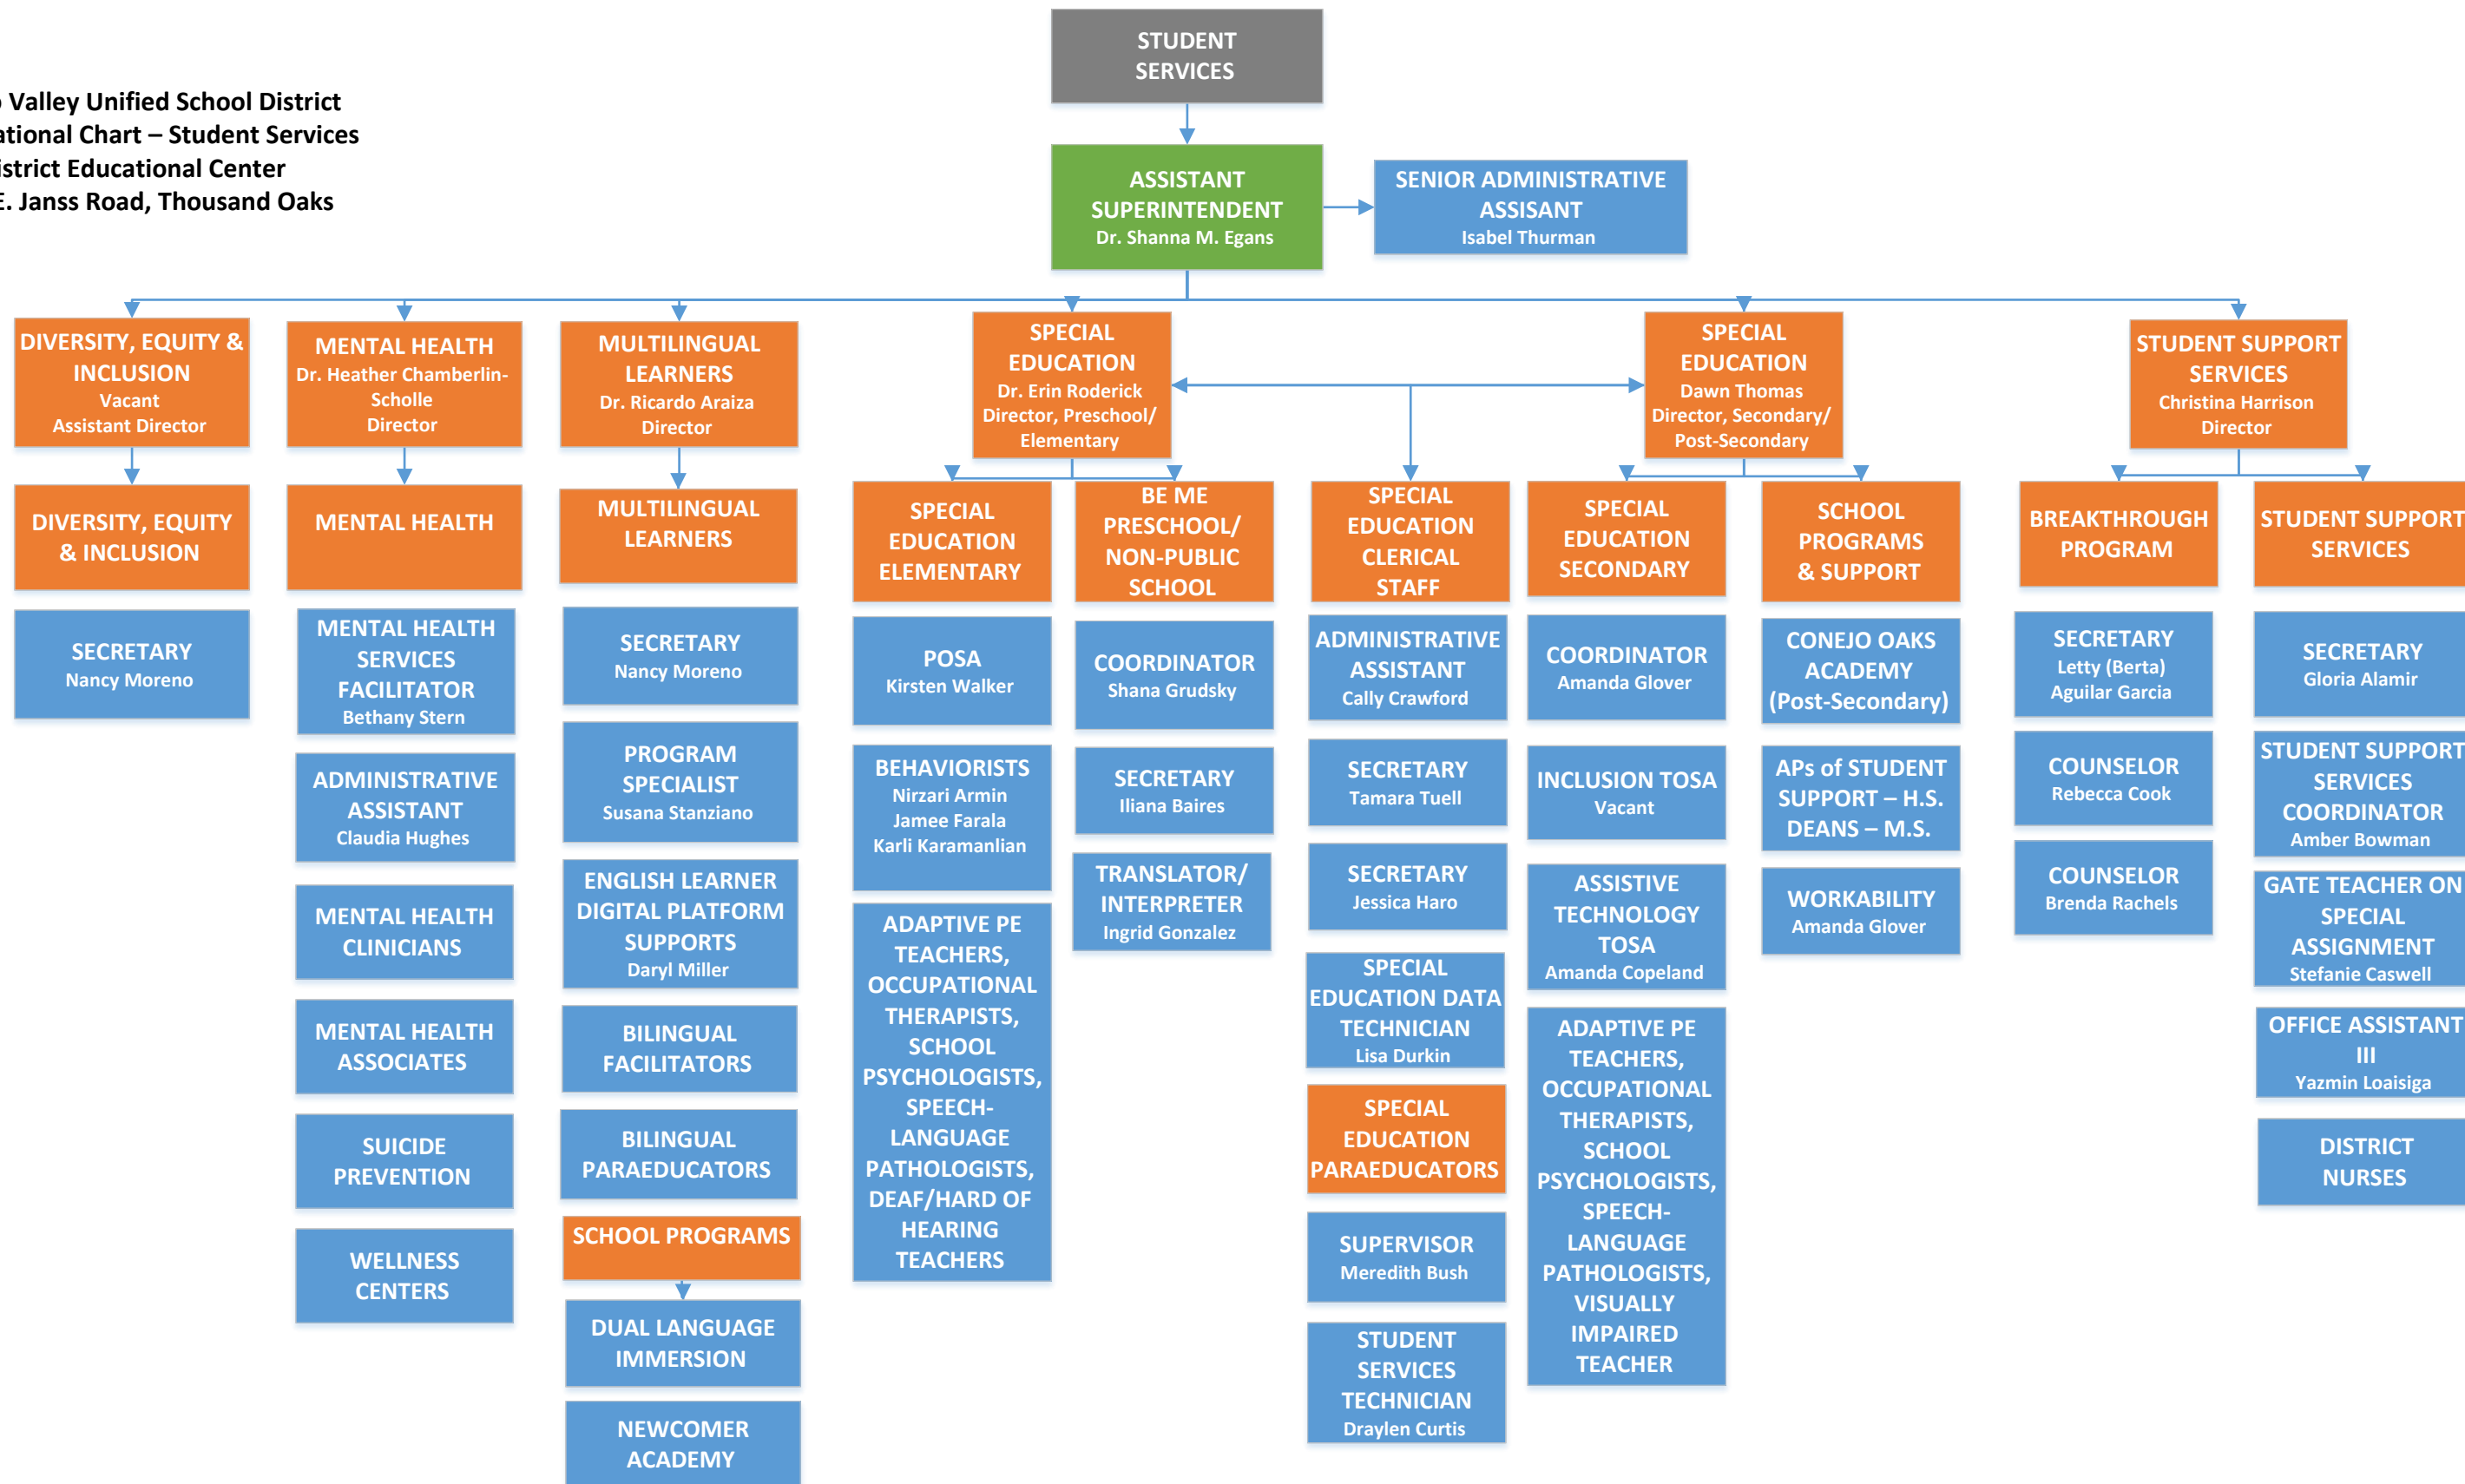 STUDENT
SERVICES
Valley Unified School District
ational Chart – Student Services
istrict Educational Center
E. Janss Road, Thousand Oaks
ASSISTANT
SUPERINTENDENT
Dr. Shanna M. Egans
SENIOR ADMINISTRATIVE
ASSISANT
Isabel Thurman
DIVERSITY, EQUITY &
INCLUSION
Vacant
Assistant Director
MENTAL HEALTH
Dr. Heather Chamberlin-
Scholle
Director
MULTILINGUAL
LEARNERS
Dr. Ricardo Araiza
Director
SPECIAL
EDUCATION
Dr. Erin Roderick
Director, Preschool/
Elementary
SPECIAL
EDUCATION
Dawn Thomas
Director, Secondary/
Post-Secondary
STUDENT SUPPORT
SERVICES
Christina Harrison
Director
DIVERSITY, EQUITY
& INCLUSION
SECRETARY
Nancy Moreno
MENTAL HEALTH
MENTAL HEALTH
SERVICES
FACILITATOR
Bethany Stern
ADMINISTRATIVE
ASSISTANT
Claudia Hughes
MENTAL HEALTH
CLINICIANS
MENTAL HEALTH
ASSOCIATES
SUICIDE
PREVENTION
WELLNESS
CENTERS
MULTILINGUAL
LEARNERS
SECRETARY
Nancy Moreno
PROGRAM
SPECIALIST
Susana Stanziano
ENGLISH LEARNER
DIGITAL PLATFORM
SUPPORTS
Daryl Miller
BILINGUAL
FACILITATORS
BILINGUAL
PARAEDUCATORS
SCHOOL PROGRAMS
DUAL LANGUAGE
IMMERSION
NEWCOMER
ACADEMY
SPECIAL
EDUCATION
ELEMENTARY
POSA
Kirsten Walker
BEHAVIORISTS
Nirzari Armin
Jamee Farala
Karli Karamanlian
ADAPTIVE PE
TEACHERS,
OCCUPATIONAL
THERAPISTS,
SCHOOL
PSYCHOLOGISTS,
SPEECH-
LANGUAGE
PATHOLOGISTS,
DEAF/HARD OF
HEARING
TEACHERS
BE ME
PRESCHOOL/
NON-PUBLIC
SCHOOL
COORDINATOR
Shana Grudsky
SECRETARY
Iliana Baires
TRANSLATOR/
INTERPRETER
Ingrid Gonzalez
SPECIAL
EDUCATION
CLERICAL
STAFF
ADMINISTRATIVE
ASSISTANT
Cally Crawford
SECRETARY
Tamara Tuell
SECRETARY
Jessica Haro
SPECIAL
EDUCATION DATA
TECHNICIAN
Lisa Durkin
SPECIAL
EDUCATION
PARAEDUCATORS
SUPERVISOR
Meredith Bush
STUDENT
SERVICES
TECHNICIAN
Draylen Curtis
SPECIAL
EDUCATION
SECONDARY
COORDINATOR
Amanda Glover
INCLUSION TOSA
Vacant
ASSISTIVE
TECHNOLOGY
TOSA
Amanda Copeland
ADAPTIVE PE
TEACHERS,
OCCUPATIONAL
THERAPISTS,
SCHOOL
PSYCHOLOGISTS,
SPEECH-
LANGUAGE
PATHOLOGISTS,
VISUALLY
IMPAIRED
TEACHER
SCHOOL
PROGRAMS
& SUPPORT
CONEJO OAKS
ACADEMY
(Post-Secondary)
APs of STUDENT
SUPPORT – H.S.
DEANS – M.S.
WORKABILITY
Amanda Glover
BREAKTHROUGH
PROGRAM
SECRETARY
Letty (Berta)
Aguilar Garcia
COUNSELOR
Rebecca Cook
COUNSELOR
Brenda Rachels
STUDENT SUPPORT
SERVICES
SECRETARY
Gloria Alamir
STUDENT SUPPORT
SERVICES
COORDINATOR
Amber Bowman
GATE TEACHER ON
SPECIAL
ASSIGNMENT
Stefanie Caswell
OFFICE ASSISTANT
III
Yazmin Loaisiga
DISTRICT
NURSES